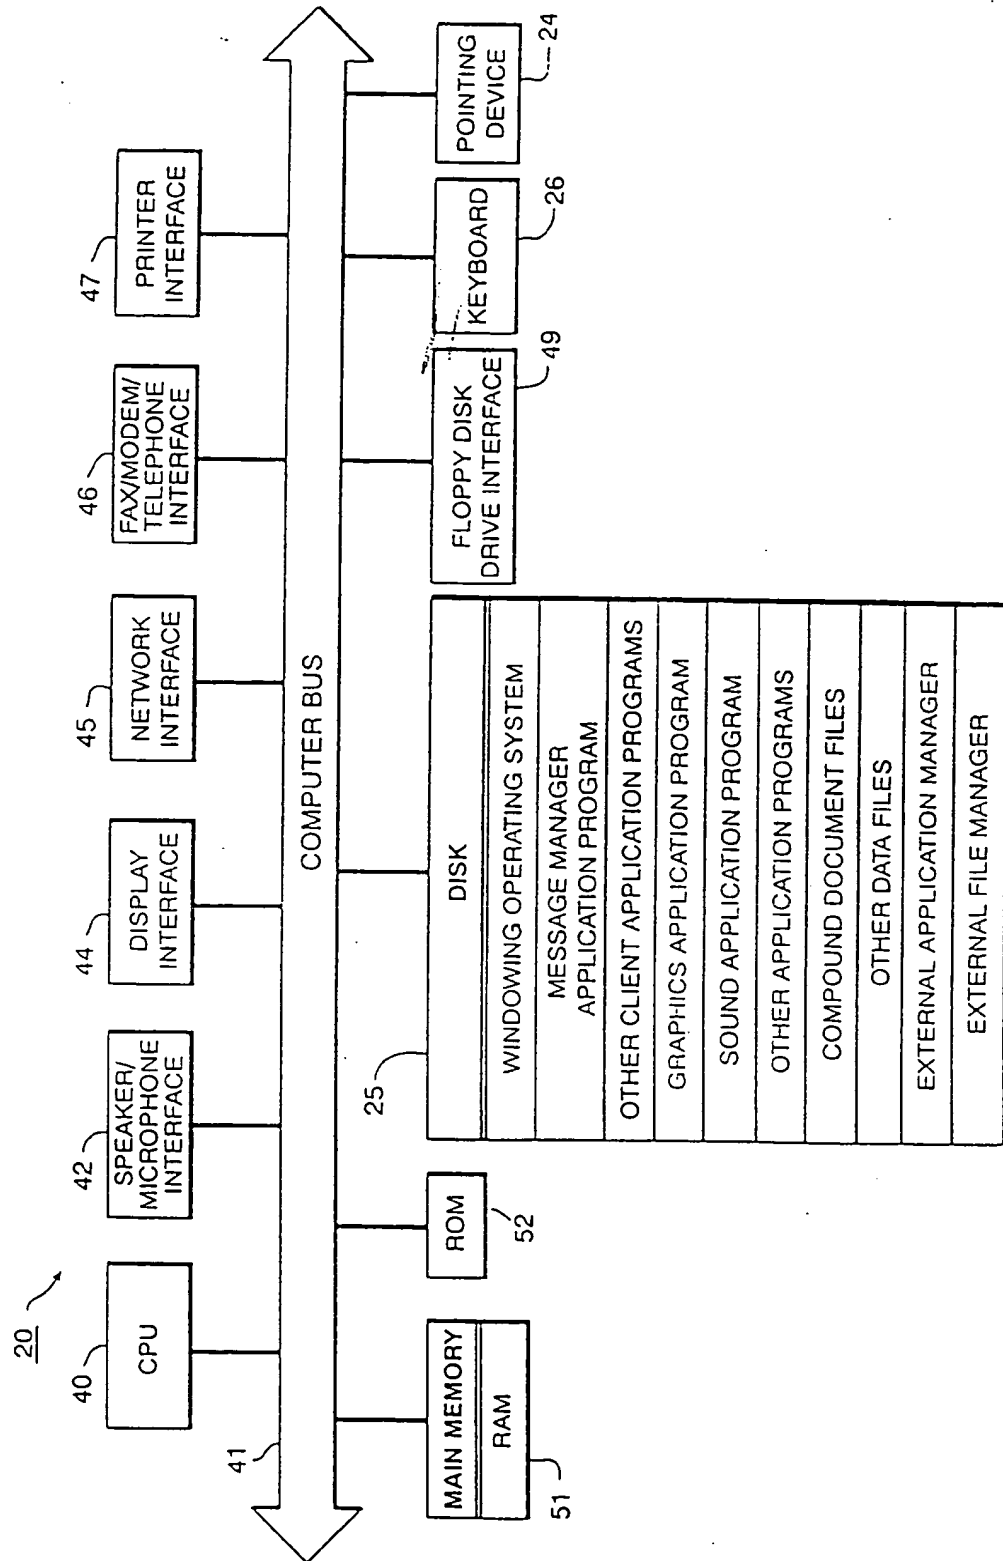 20
40
CPU
42
SPEAKER/
MICROPHONE
INTERFACE
44
DISPLAY
INTERFACE
45
NETWORK
INTERFACE
46
FAX/MODEM/
TELEPHONE
INTERFACE
47
PRINTER
INTERFACE
41
COMPUTER BUS
MAIN MEMORY
RAM
51
ROM
52
25
DISK
WINDOWING OPERATING SYSTEM
MESSAGE MANAGER
APPLICATION PROGRAM
OTHER CLIENT APPLICATION PROGRAMS
GRAPHICS APPLICATION PROGRAM
SOUND APPLICATION PROGRAM
OTHER APPLICATION PROGRAMS
COMPOUND DOCUMENT FILES
OTHER DATA FILES
EXTERNAL APPLICATION MANAGER
EXTERNAL FILE MANAGER
FLOPPY DISK
DRIVE INTERFACE
49
KEYBOARD
26
POINTING
DEVICE
24